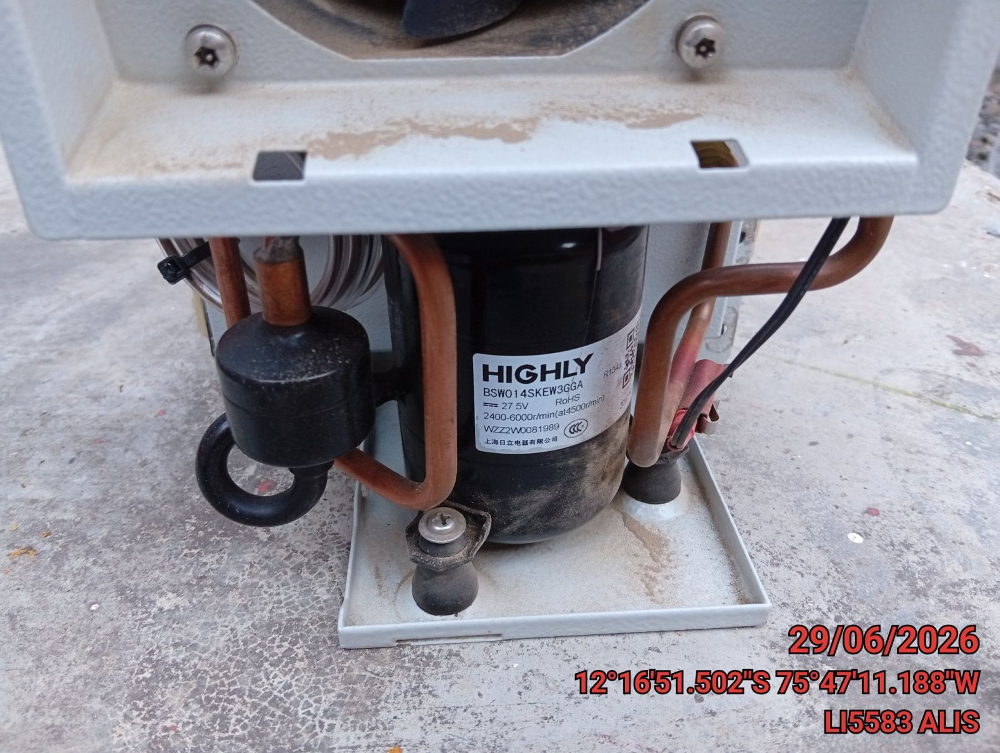 HIGHLY
BSW014SKEW3GGA
R134a
27.5V RoHS
2400-6000r/min(at4500r/min)
WZZ2W0081989 CCC
上海日立电器有限公司
29/06/2026
12°16'51.502"S 75°47'11.188"W
LI5583 ALIS